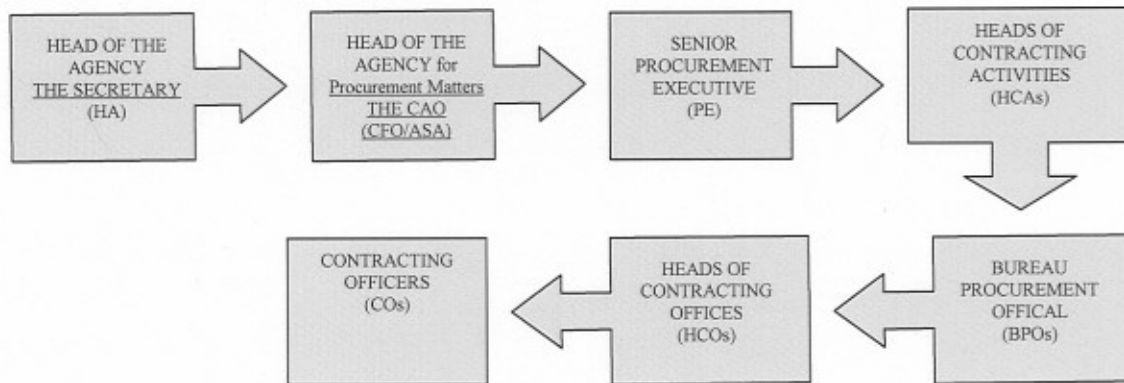 HEAD OF THE
AGENCY
THE SECRETARY
(HA)
HEAD OF THE
AGENCY for
Procurement Matters
THE CAO
(CFO/ASA)
SENIOR
PROCUREMENT
EXECUTIVE
(PE)
HEADS OF
CONTRACTING
ACTIVITIES
(HCAs)
BUREAU
PROCUREMENT
OFFICAL
(BPOs)
HEADS OF
CONTRACTING
OFFICES
(HCOs)
CONTRACTING
OFFICERS
(COs)